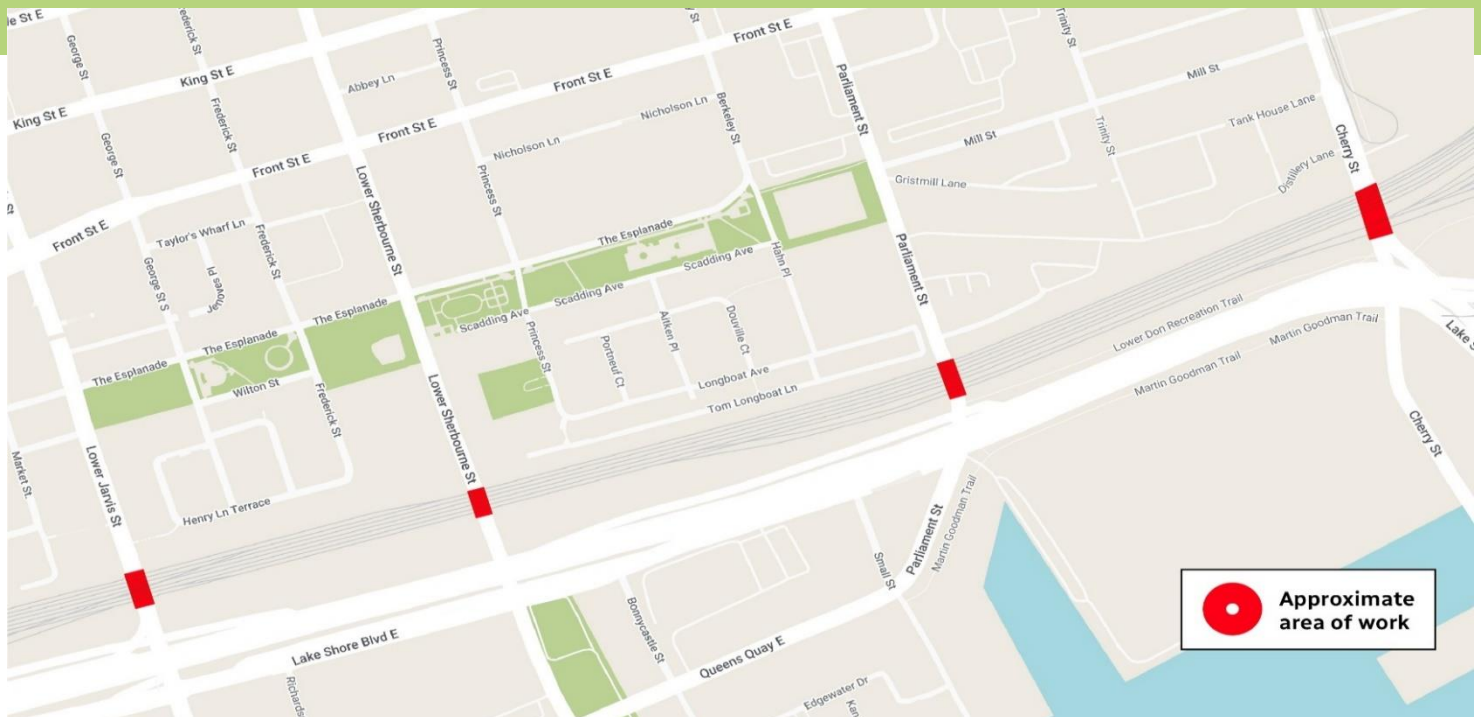 King St E
King St E
George St
Frederick St
Abbey Ln
Princess St
Front St E
Front St E
Front St E
Front St E
Front St E
George St
Frederick St
Nicholson Ln
Nicholson Ln
Berkeley St
Parliament St
Trinity St
Mill St
Mill St
Tank House Lane
Trinity St
Cherry St
Distillery Lane
Gristmill Lane
Lower Sherbourne St
Princess St
Taylor's Wharf Ln
Frederick St
George St S
Jenoves Pl
The Esplanade
The Esplanade
The Esplanade
The Esplanade
Scadding Ave
Scadding Ave
Scadding Ave
Hahn Pl
Parliament St
Wilton St
Frederick St
Lower Sherbourne St
Princess St
Portneuf Ct
Aitken Pl
Douville Ct
Longboat Ave
Tom Longboat Ln
Lower Don Recreation Trail
Martin Goodman Trail
Martin Goodman Trail
Cherry St
Market St
Lower Jarvis St
Henry Ln Terrace
Lake Shore Blvd E
Bonnycastle St
Small St
Parliament St
Martin Goodman Trail
Queens Quay E
Edgewater Dr
Approximate
area of work